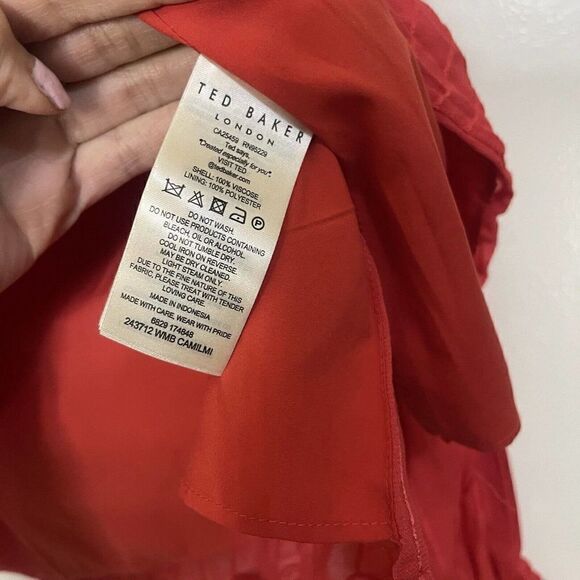 TED BAKER
LONDON
CA25459 RN95229
Ted says,
"Created especially for you".
VISIT TED
@tedbaker.com
SHELL: 100% VISCOSE
LINING: 100% POLYESTER
P
DO NOT WASH.
DO NOT USE PRODUCTS CONTAINING
BLEACH, OIL OR ALCOHOL.
DO NOT TUMBLE DRY.
COOL IRON ON REVERSE
MAY BE DRY CLEANED.
LIGHT STEAM ONLY.
DUE TO THE FINE NATURE OF THIS
FABRIC, PLEASE TREAT WITH TENDER
LOVING CARE.
MADE IN INDONESIA
MADE WITH CARE, WEAR WITH PRIDE
6829 174648
243712 WMB CAMILMI